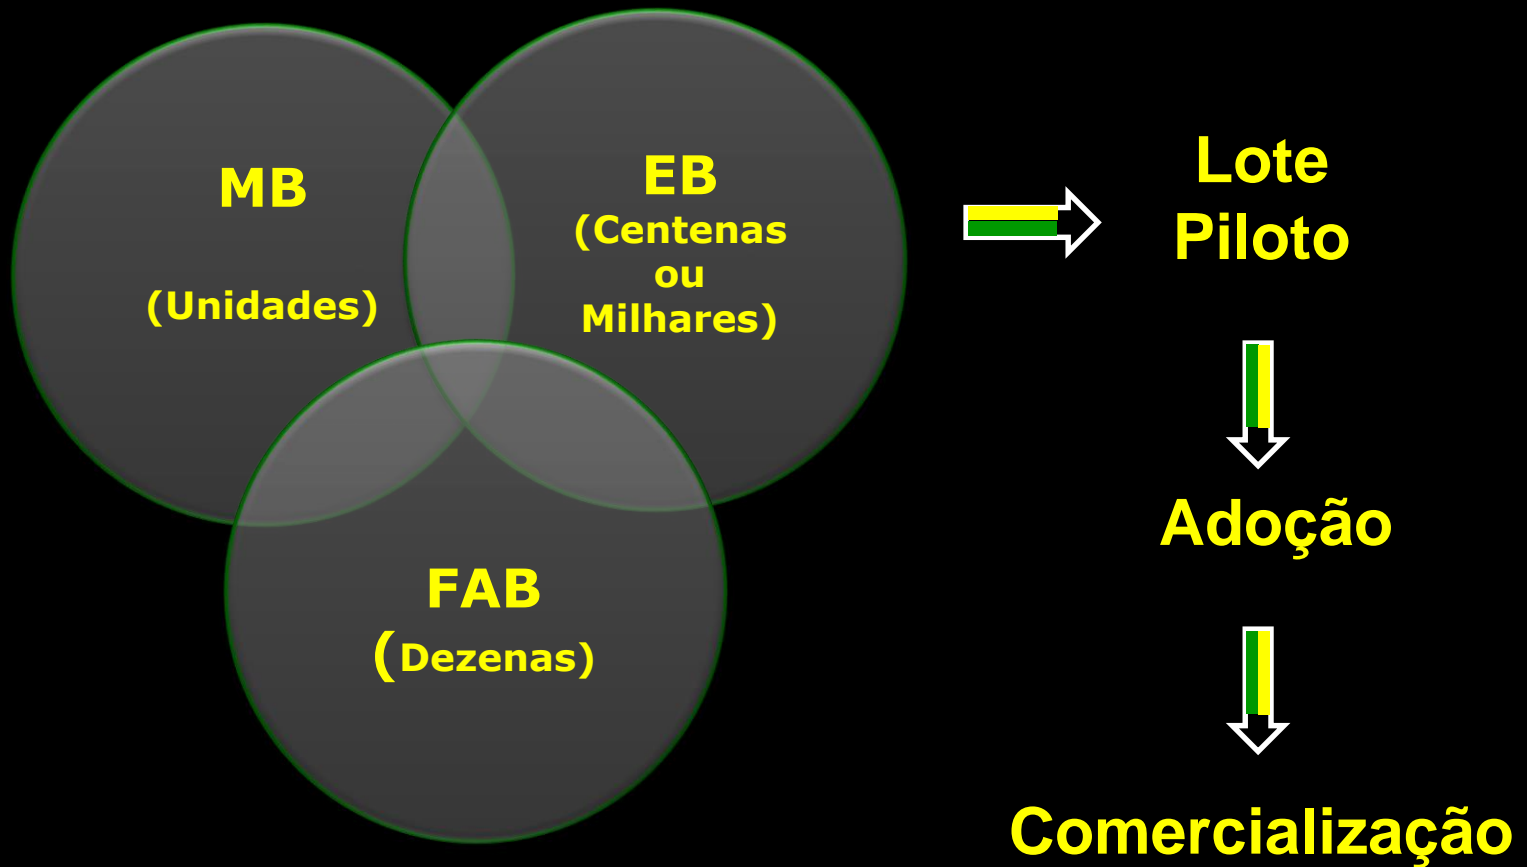 MB
(Unidades)
EB
(Centenas
ou
Milhares)
FAB
(Dezenas)
Lote
Piloto
Adoção
Comercialização